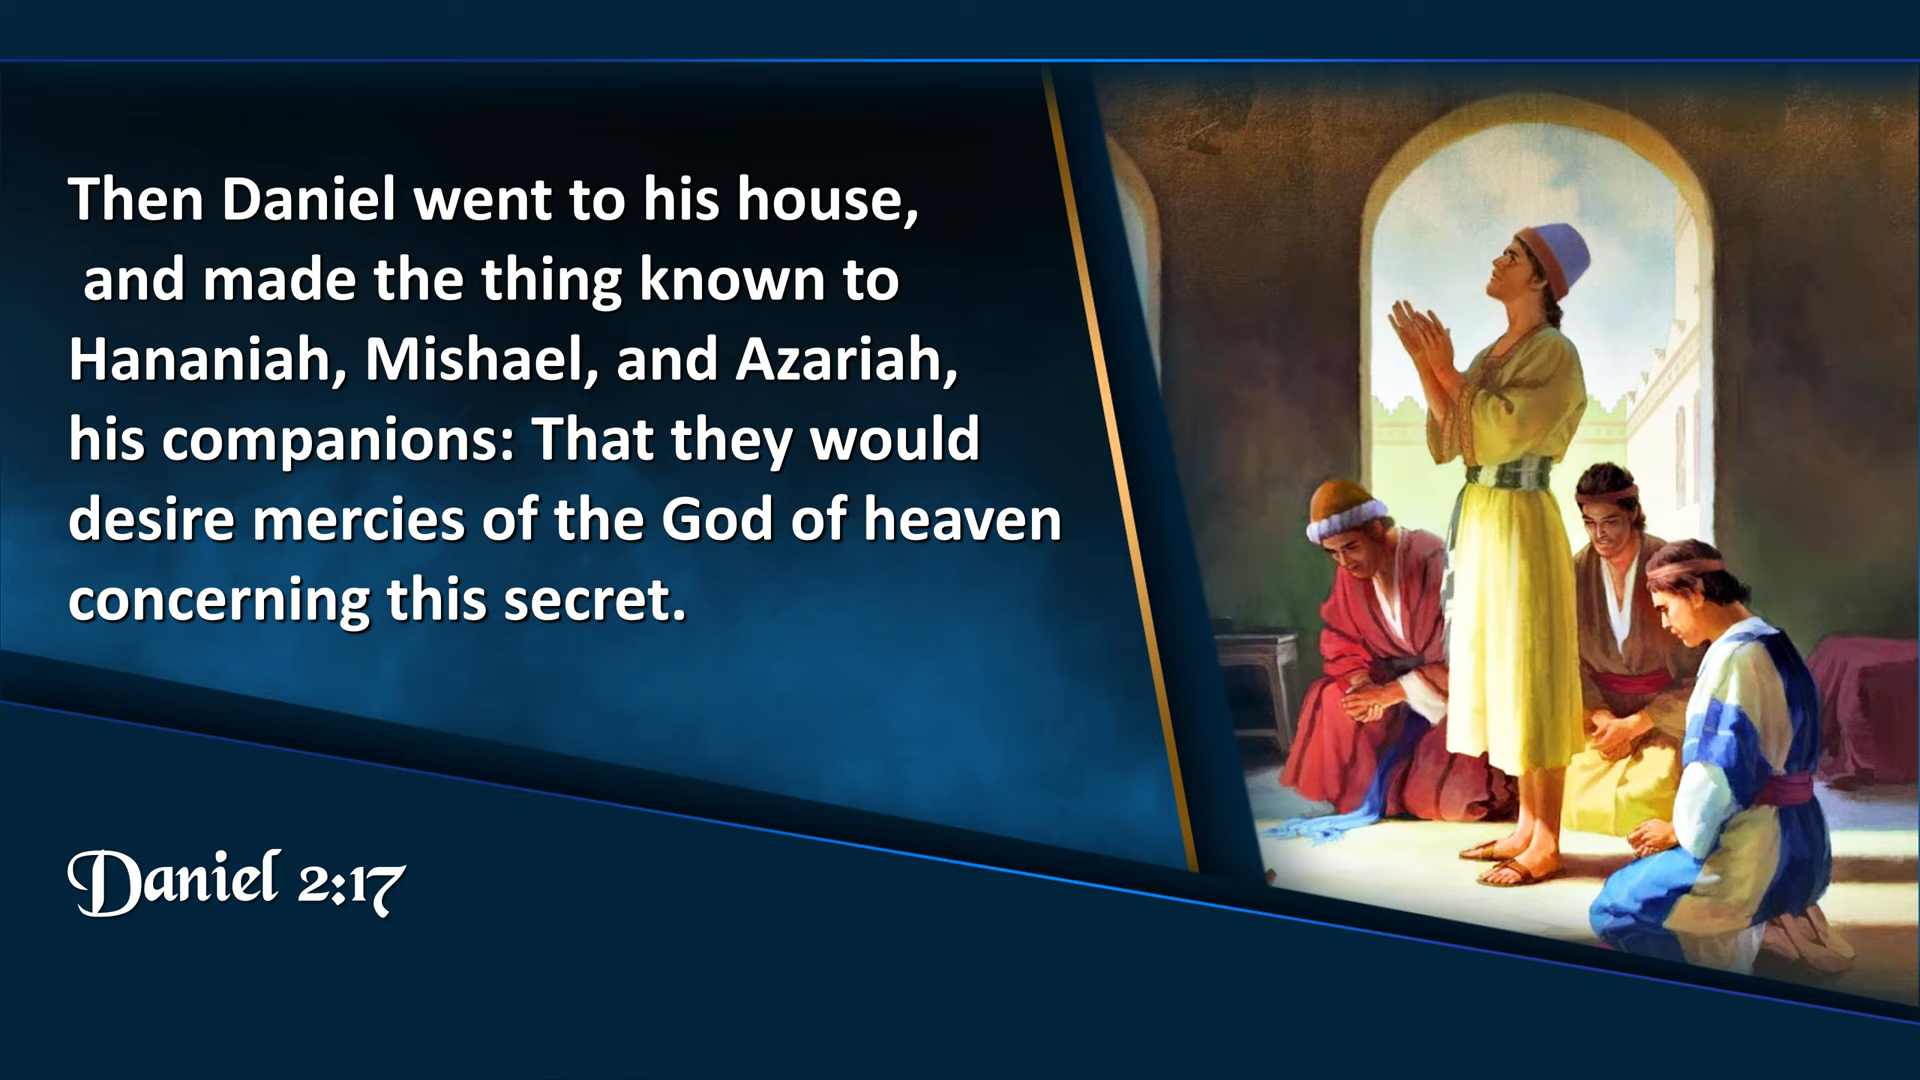 Then Daniel went to his house,
and made the thing known to
Hananiah, Mishael, and Azariah,
his companions: That they would
desire mercies of the God of heaven
concerning this secret.
Daniel 2:17